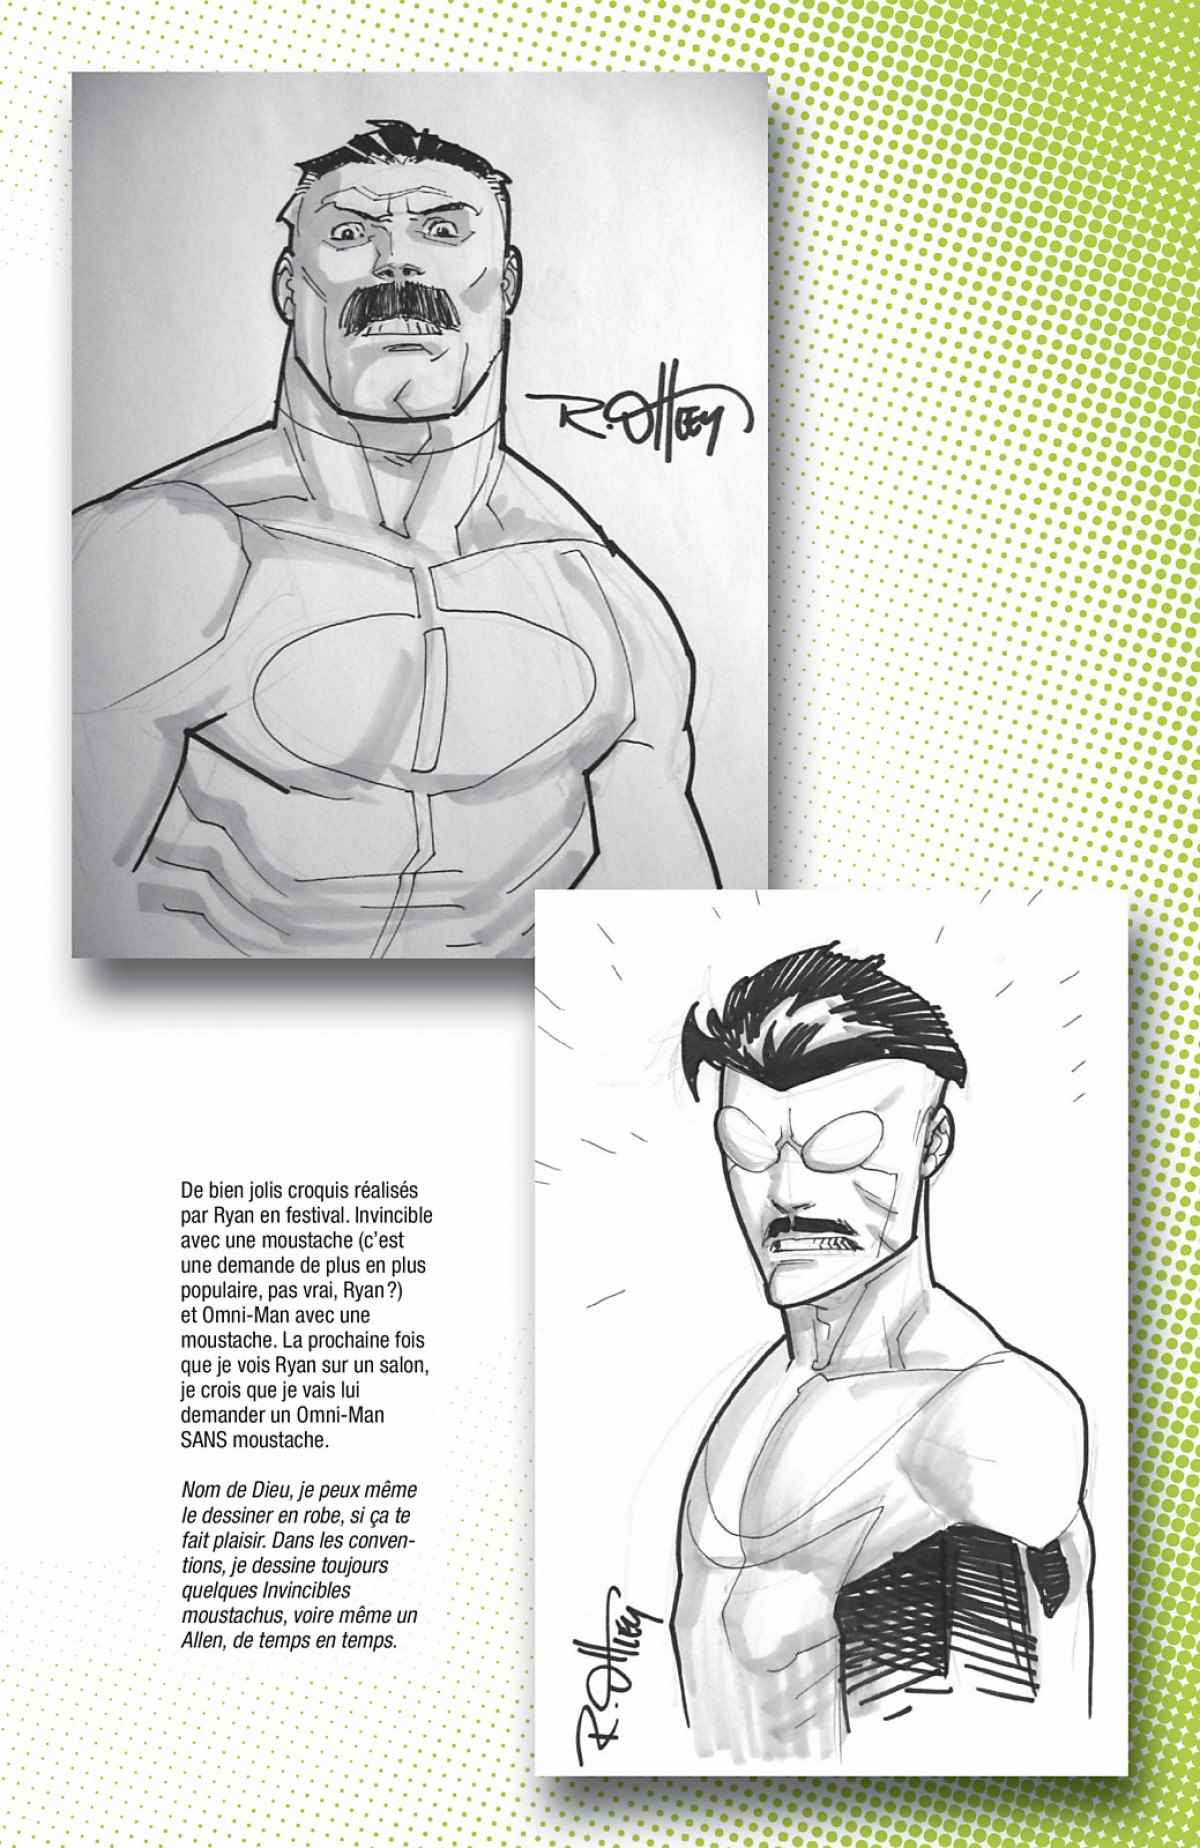 R. Ottley
De bien jolis croquis réalisés
par Ryan en festival. Invincible
avec une moustache (c'est
une demande de plus en plus
populaire, pas vrai, Ryan ?)
et Omni-Man avec une
moustache. La prochaine fois
que je vois Ryan sur un salon,
je crois que je vais lui
demander un Omni-Man
SANS moustache.
Nom de Dieu, je peux même
le dessiner en robe, si ça te
fait plaisir. Dans les conven-
tions, je dessine toujours
quelques Invincibles
moustachus, voire même un
Allen, de temps en temps.
R. Ottley